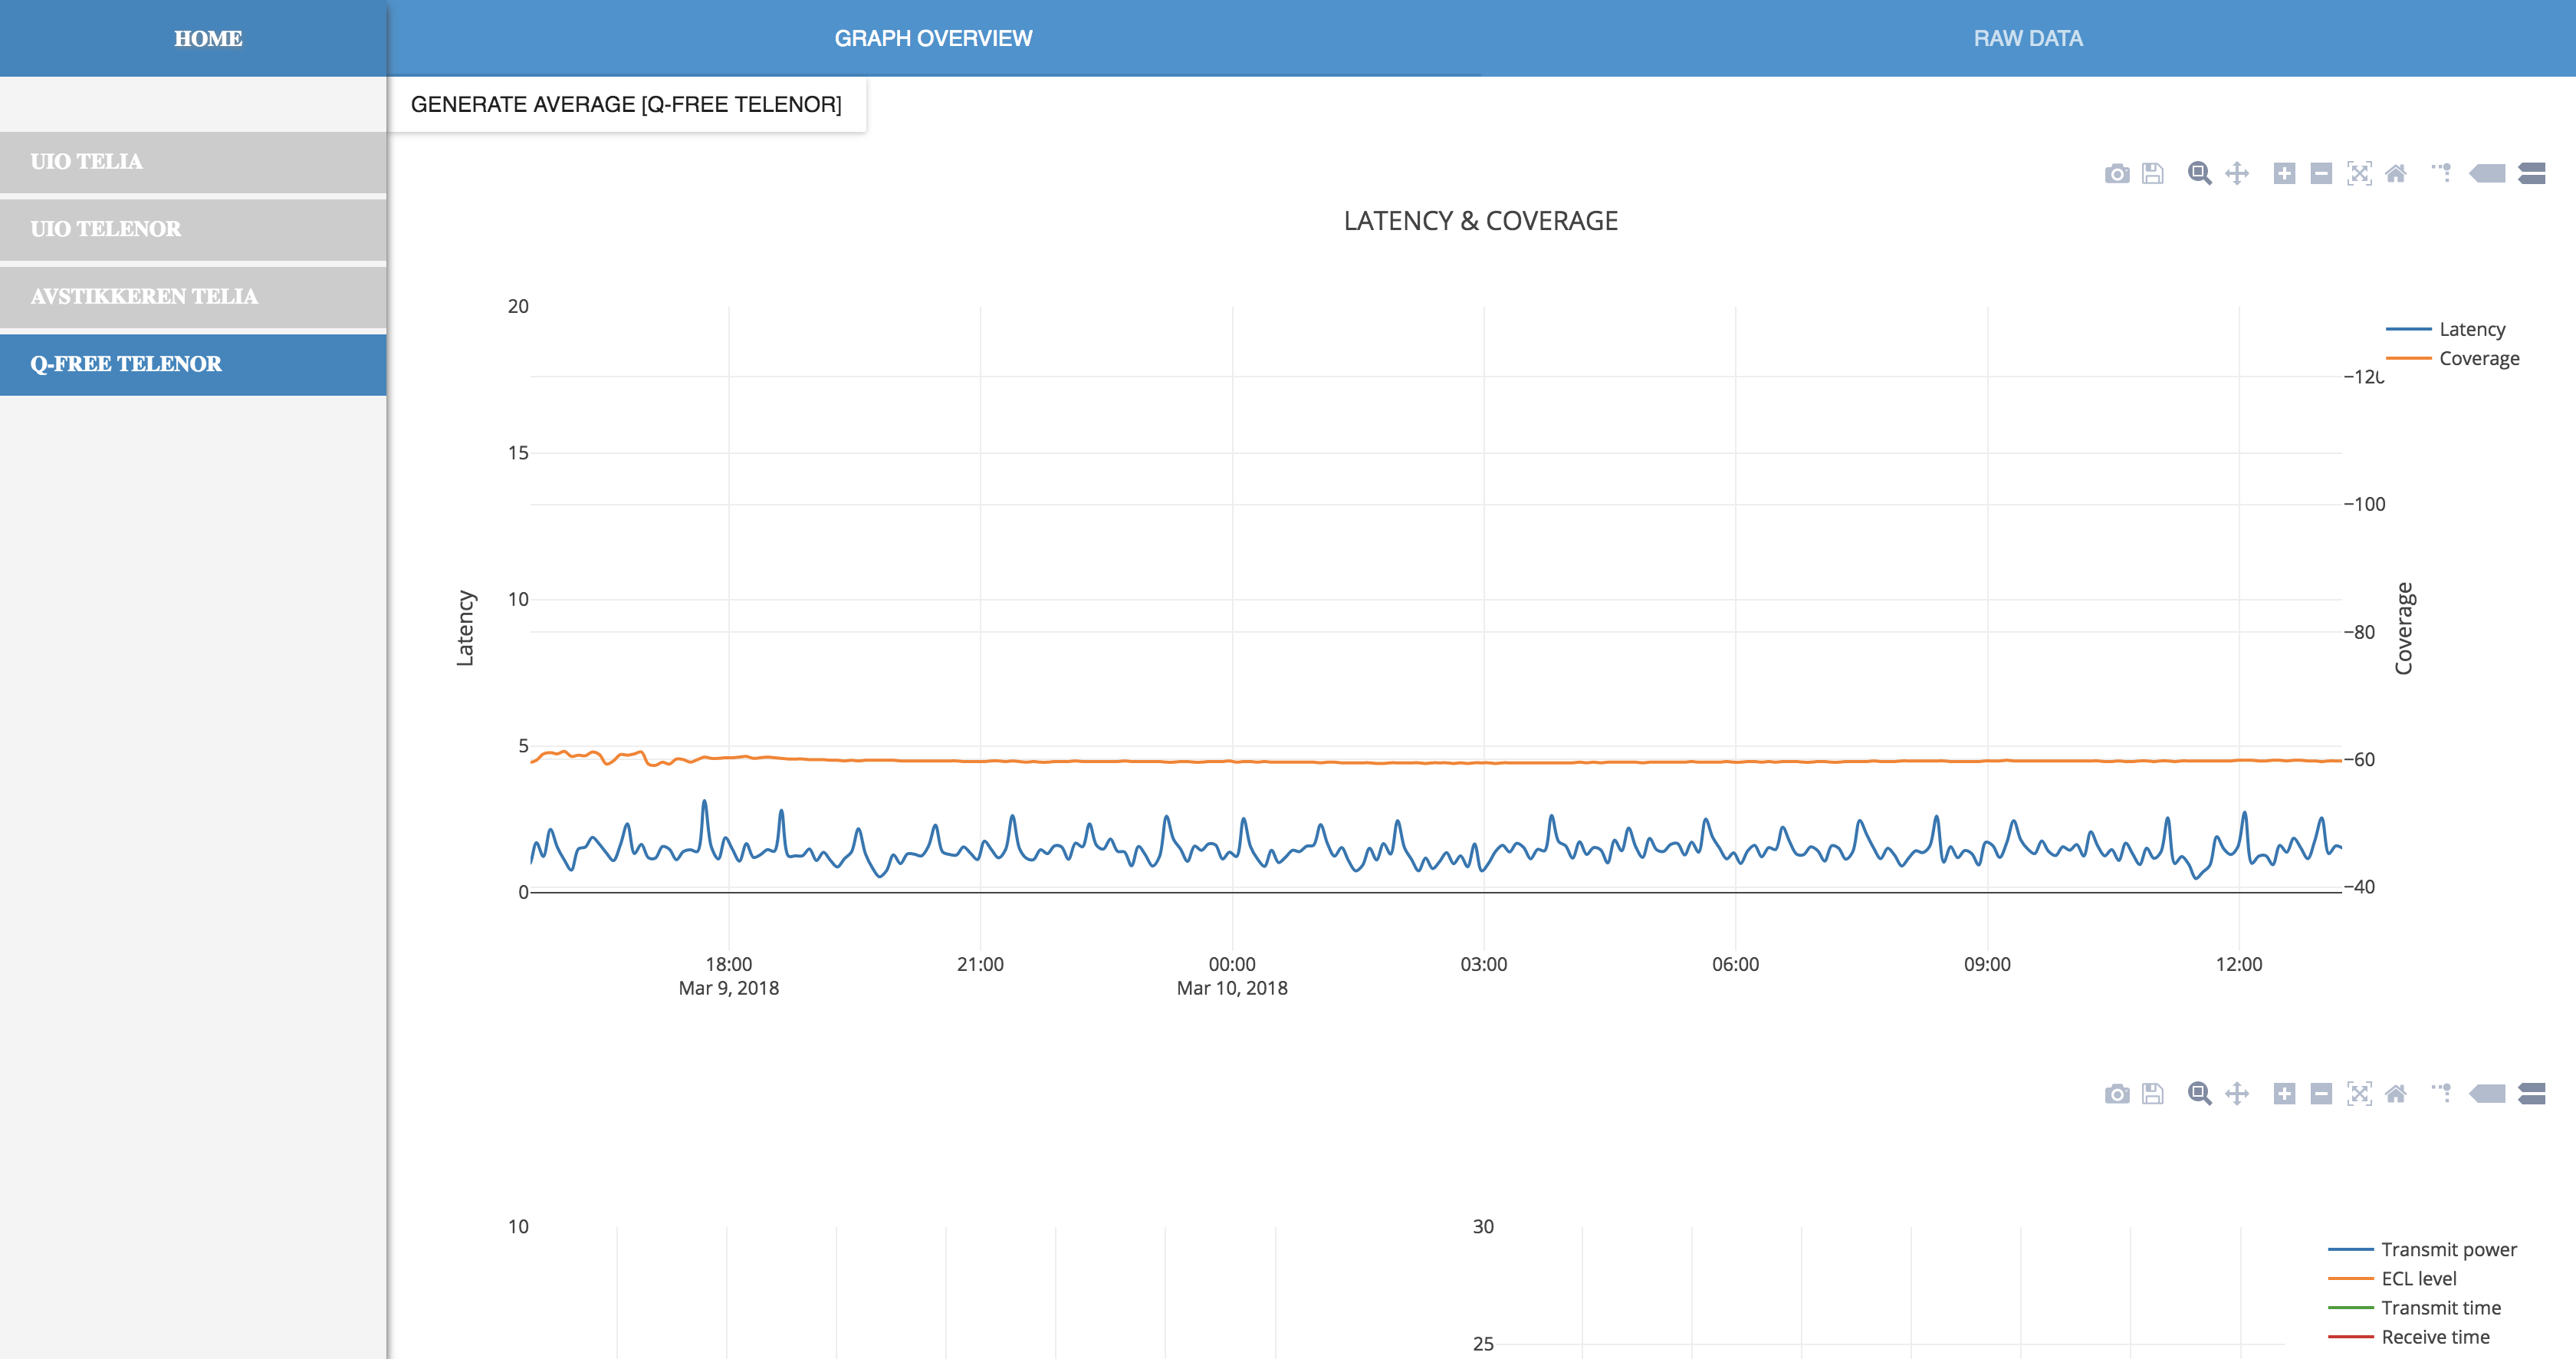 HOME
GRAPH OVERVIEW
RAW DATA
GENERATE AVERAGE [Q-FREE TELENOR]
UIO TELIA
UIO TELENOR
AVSTIKKEREN TELIA
Q-FREE TELENOR
LATENCY & COVERAGE
20
15
10
5
0
Latency
Latency
Coverage
−120
−100
−80
−60
−40
Coverage
18:00
Mar 9, 2018
21:00
00:00
Mar 10, 2018
03:00
06:00
09:00
12:00
10
30
25
Transmit power
ECL level
Transmit time
Receive time